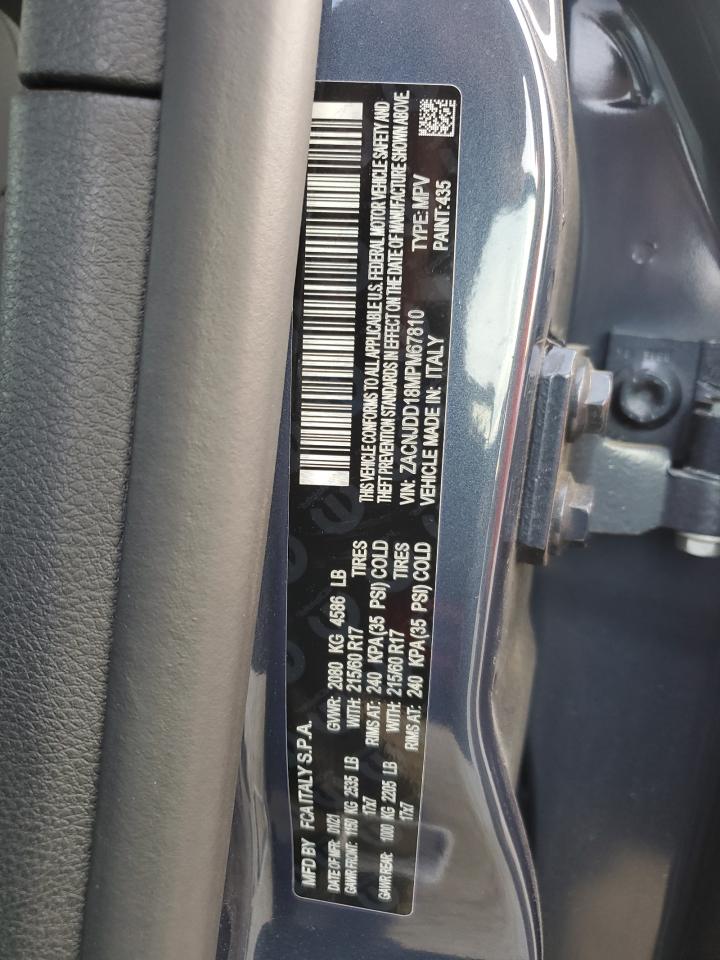 MFD BY FCA ITALY S.P.A.
DATE OF MFR: 01/21 GVWR: 2080 KG 4586 LB
GAWR FRONT: 1150 KG 2535 LB WITH: 215/60 R17 TIRES
17x7 RIMS AT: 240 KPA(35 PSI) COLD
GAWR REAR: 1000 KG 2205 LB WITH: 215/60 R17 TIRES
17x7 RIMS AT: 240 KPA(35 PSI) COLD
THIS VEHICLE CONFORMS TO ALL APPLICABLE U.S. FEDERAL MOTOR VEHICLE SAFETY AND
THEFT PREVENTION STANDARDS IN EFFECT ON THE DATE OF MANUFACTURE SHOWN ABOVE.
VIN: ZACNJDD18MPM67810 TYPE:MPV
VEHICLE MADE IN: ITALY PAINT:435